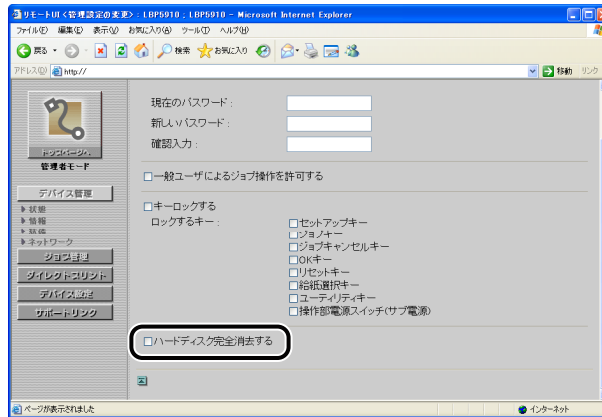 リモートUI<管理設定の変更>: LBP5910 ; LBP5910 - Microsoft Internet Explorer
ファイル(F) 編集(E) 表示(V) お気に入り(A) ツール(T) ヘルプ(H)
戻る 検索 お気に入り
アドレス(D) http:// 移動 リンク
現在のパスワード:
新しいパスワード:
確認入力:
トップページへ
管理者モード
一般ユーザによるジョブ操作を許可する
デバイス管理
キーロックする
状態
ロックするキー: セットアップキー
情報
ジョブキー
ネットワーク
ジョブキャンセルキー
ジョブ管理
OKキー
リセットキー
ダイレクトプリント
給紙選択キー
デバイス設定
ユーティリティキー
サポートリンク
操作部電源スイッチ(サブ電源)
ハードディスク完全消去する
ページが表示されました インターネット